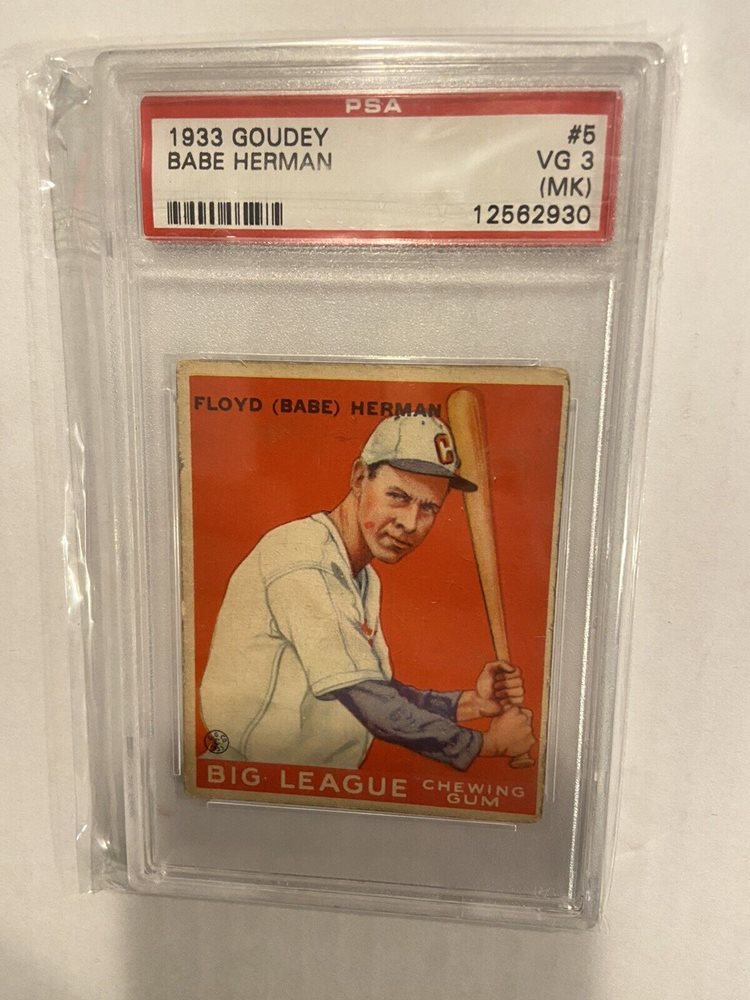 PSA
1933 GOUDEY #5
BABE HERMAN VG 3
(MK)
12562930
FLOYD (BABE) HERMAN
C
BIG LEAGUE CHEWING
GUM